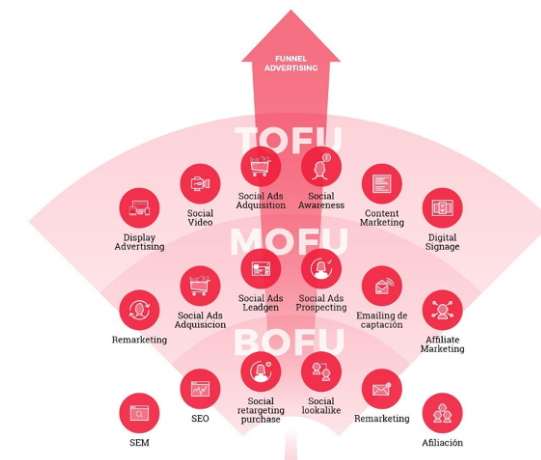 FUNNEL
ADVERTISING
TOFU
Display
Advertising
Social
Video
Social Ads
Adquisition
Social
Awareness
Content
Marketing
Digital
Signage
MOFU
Remarketing
Social Ads
Adquisicion
Social Ads
Leadgen
Social Ads
Prospecting
Emailing de
captación
Affiliate
Marketing
BOFU
SEM
SEO
Social
retargeting
purchase
Social
lookalike
Remarketing
Afiliación